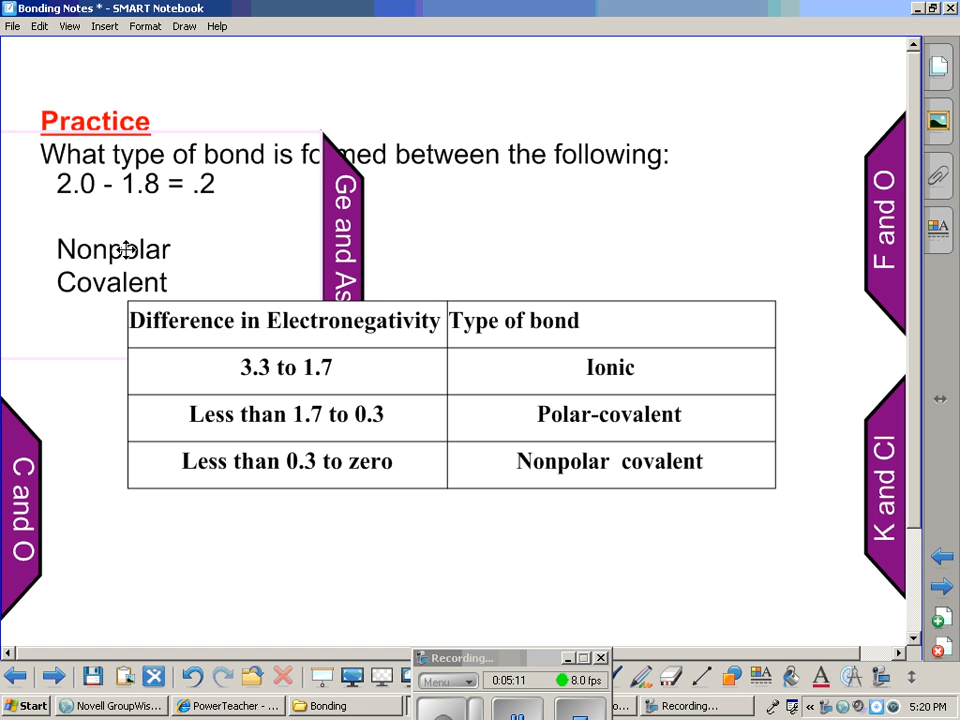 Bonding Notes * - SMART Notebook
File Edit View Insert Format Draw Help
Practice
What type of bond is formed between the following:
2.0 - 1.8 = .2
Nonpolar
Covalent
Ge and As
F and O
C and O
K and Cl
Difference in Electronegativity Type of bond
3.3 to 1.7 Ionic
Less than 1.7 to 0.3 Polar-covalent
Less than 0.3 to zero Nonpolar covalent
Recording...
Menu 0:05:11 8.0 fps
Start Novell GroupWis... PowerTeacher - ... Bonding Recording... 5:20 PM